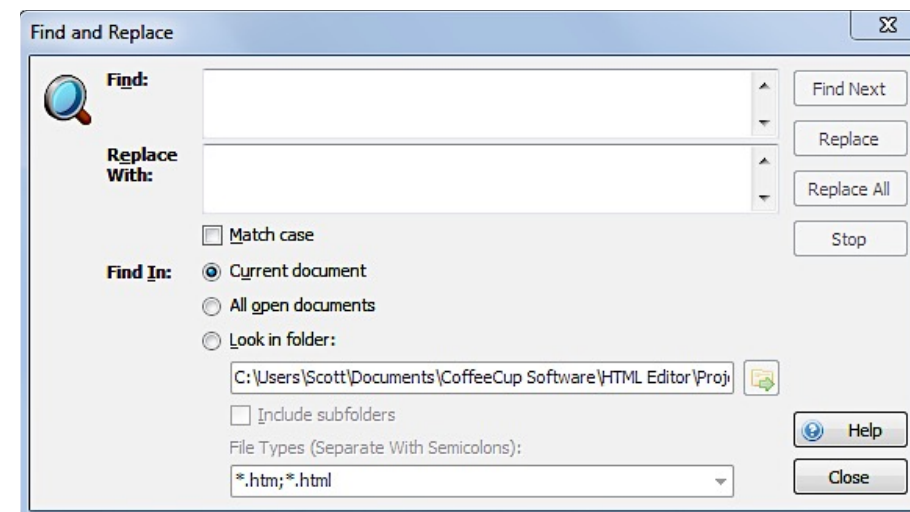 Find and Replace
Find:
Find Next
Replace
Replace With:
Replace All
Stop
Match case
Find In:
Current document
All open documents
Look in folder:
C:\Users\Scott\Documents\CoffeeCup Software\HTML Editor\Proj
Include subfolders
File Types (Separate With Semicolons):
*.htm;*.html
Help
Close